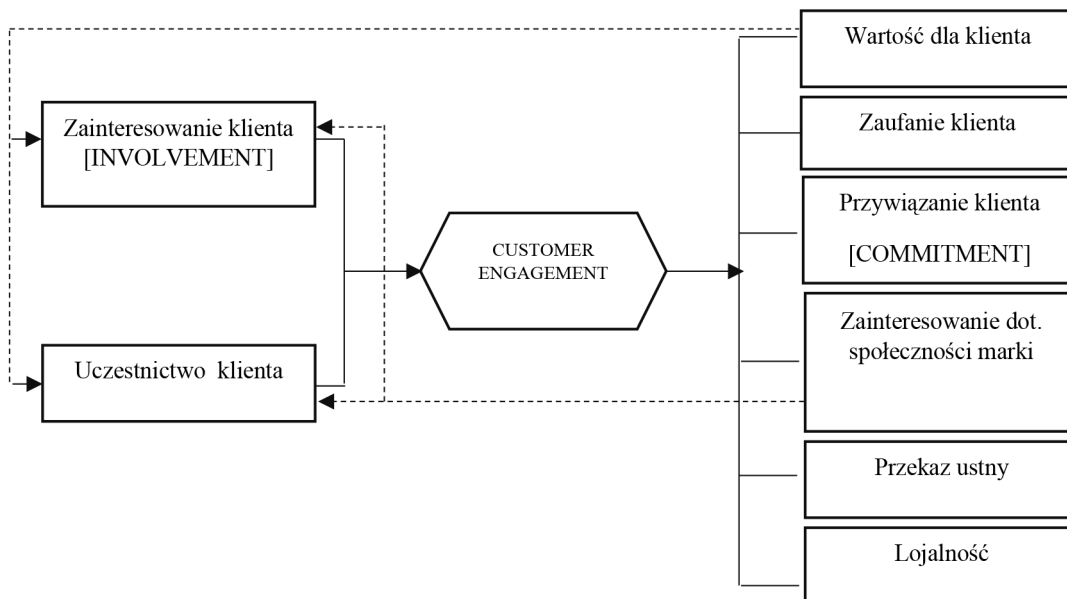 Zainteresowanie klienta
[INVOLVEMENT]
Uczestnictwo klienta
CUSTOMER
ENGAGEMENT
Wartość dla klienta
Zaufanie klienta
Przywiązanie klienta
[COMMITMENT]
Zainteresowanie dot.
społeczności marki
Przekaz ustny
Lojalność